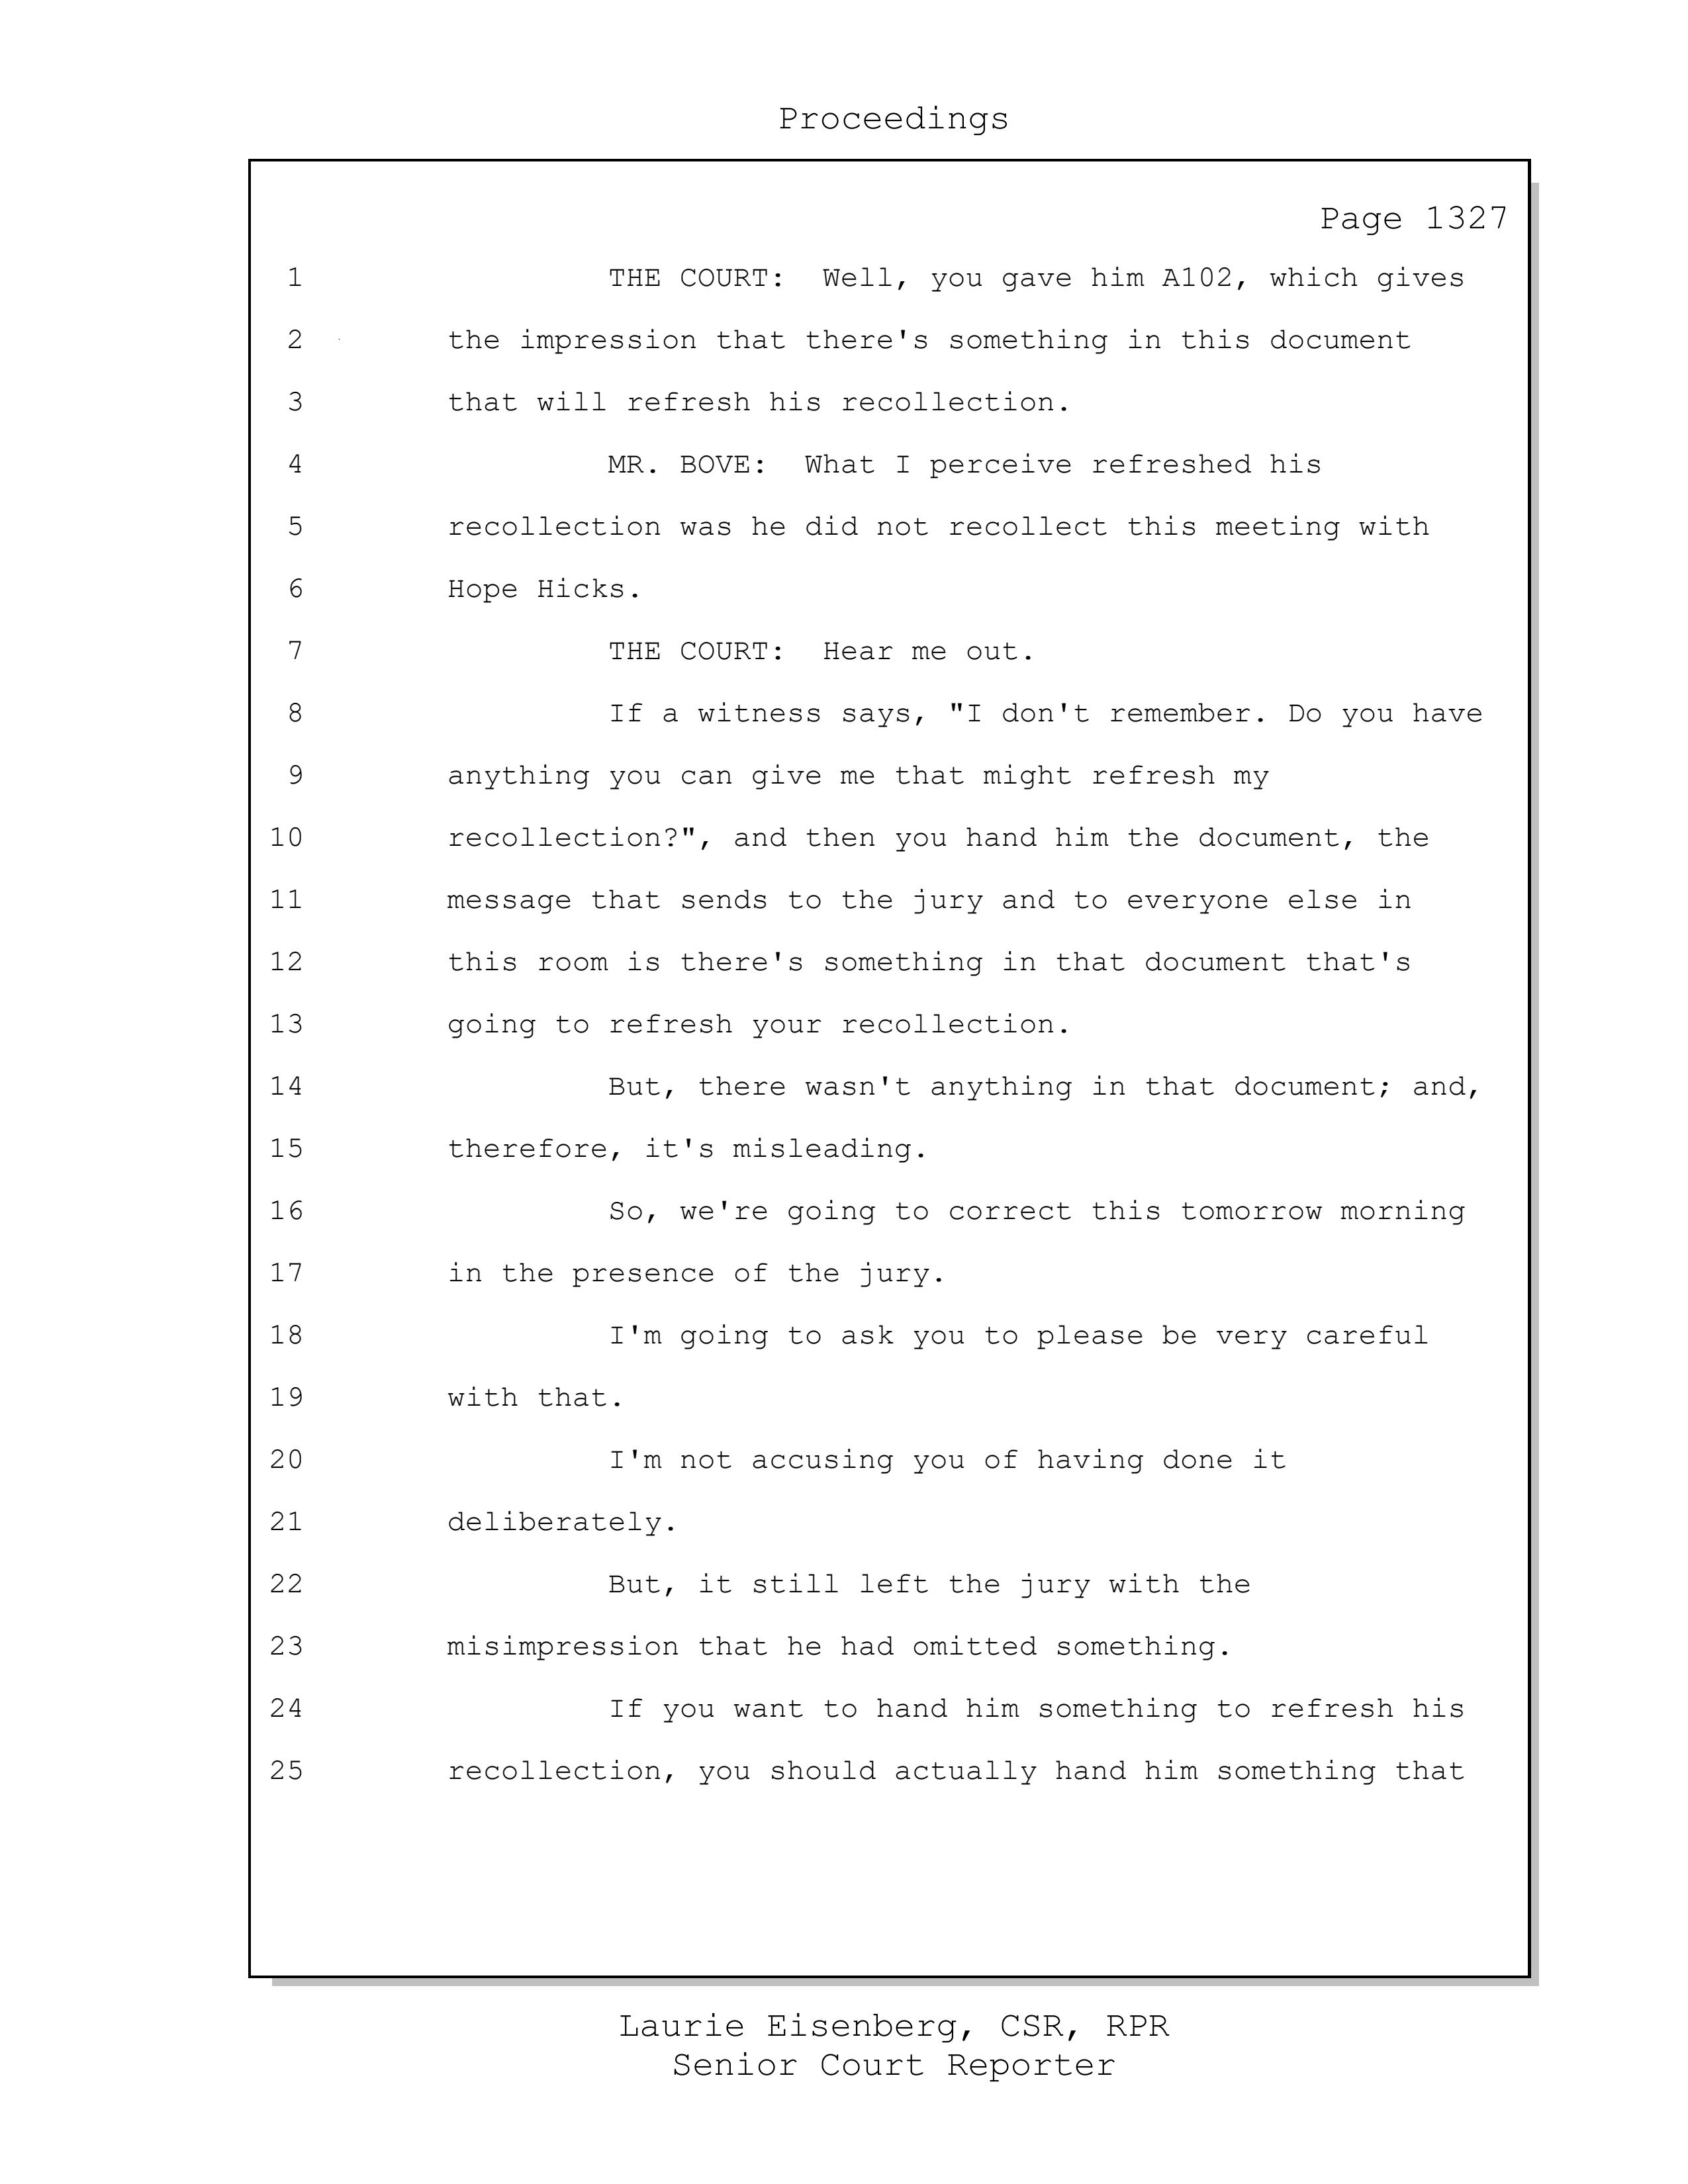 Proceedings
Page 1327
1 THE COURT: Well, you gave him A102, which gives
2 the impression that there's something in this document
3 that will refresh his recollection.
4 MR. BOVE: What I perceive refreshed his
5 recollection was he did not recollect this meeting with
6 Hope Hicks.
7 THE COURT: Hear me out.
8 If a witness says, "I don't remember. Do you have
9 anything you can give me that might refresh my
10 recollection?", and then you hand him the document, the
11 message that sends to the jury and to everyone else in
12 this room is there's something in that document that's
13 going to refresh your recollection.
14 But, there wasn't anything in that document; and,
15 therefore, it's misleading.
16 So, we're going to correct this tomorrow morning
17 in the presence of the jury.
18 I'm going to ask you to please be very careful
19 with that.
20 I'm not accusing you of having done it
21 deliberately.
22 But, it still left the jury with the
23 misimpression that he had omitted something.
24 If you want to hand him something to refresh his
25 recollection, you should actually hand him something that
Laurie Eisenberg, CSR, RPR
Senior Court Reporter